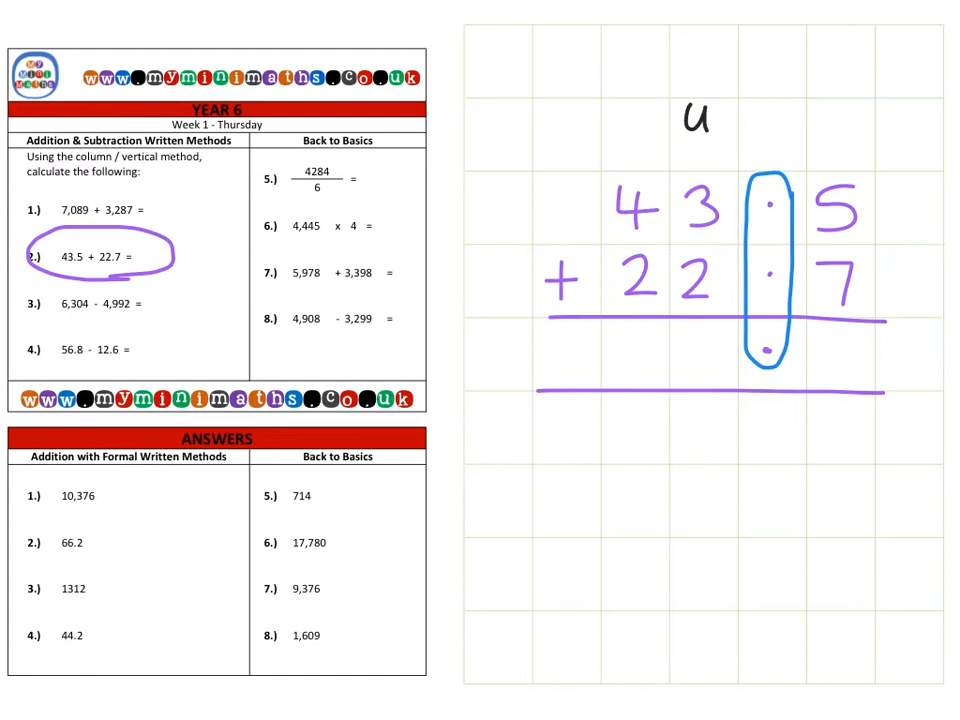 My
Mini
Maths
www.myminimaths.co.uk
YEAR 6
Week 1 - Thursday
Addition & Subtraction Written Methods
Using the column / vertical method,
calculate the following:
1.) 7,089 + 3,287 =
2.) 43.5 + 22.7 =
3.) 6,304 - 4,992 =
4.) 56.8 - 12.6 =
Back to Basics
5.) 4284
6 =
6.) 4,445 x 4 =
7.) 5,978 + 3,398 =
8.) 4,908 - 3,299 =
www.myminimaths.co.uk
ANSWERS
Addition with Formal Written Methods
1.) 10,376
2.) 66.2
3.) 1312
4.) 44.2
Back to Basics
5.) 714
6.) 17,780
7.) 9,376
8.) 1,609
u
43.5
+ 22.7
.